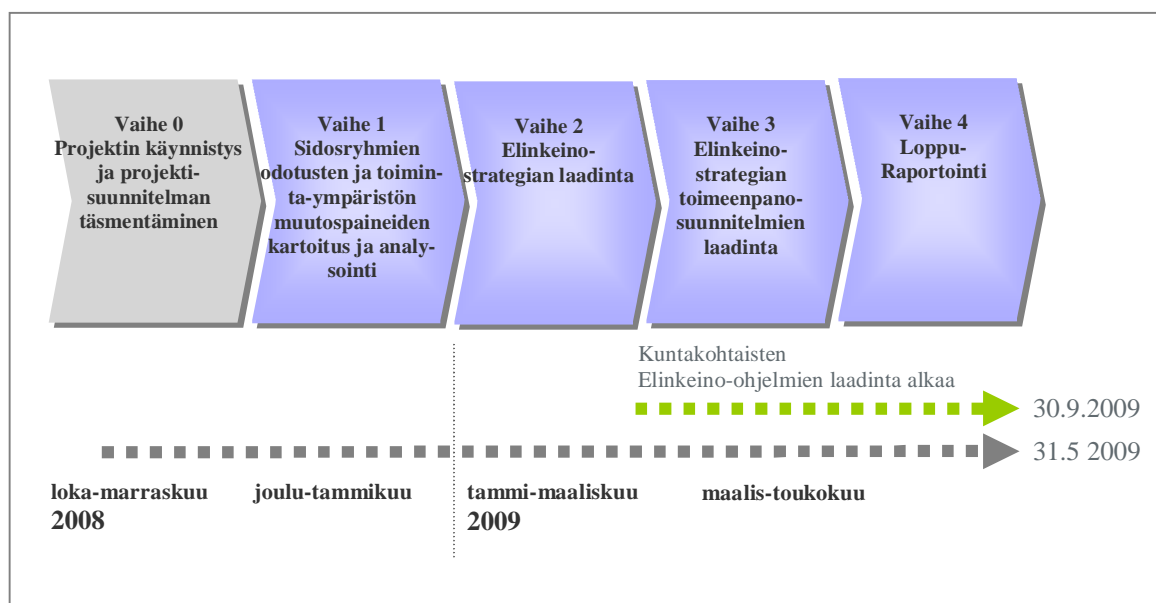 Vaihe 0
Projektin käynnistys
ja projekti-
suunnitelman
täsmentäminen
Vaihe 1
Sidosryhmien
odotusten ja toimin-
ta-ympäristön
muutospaineiden
kartoitus ja analy-
sointi
Vaihe 2
Elinkeino-
strategian laadinta
Vaihe 3
Elinkeino-
strategian
toimeenpano-
suunnitelmien
laadinta
Vaihe 4
Loppu-
Raportointi
Kuntakohtaisten
Elinkeino-ohjelmien laadinta alkaa
30.9.2009
31.5 2009
loka-marraskuu
2008
joulu-tammikuu
tammi-maaliskuu
2009
maalis-toukokuu